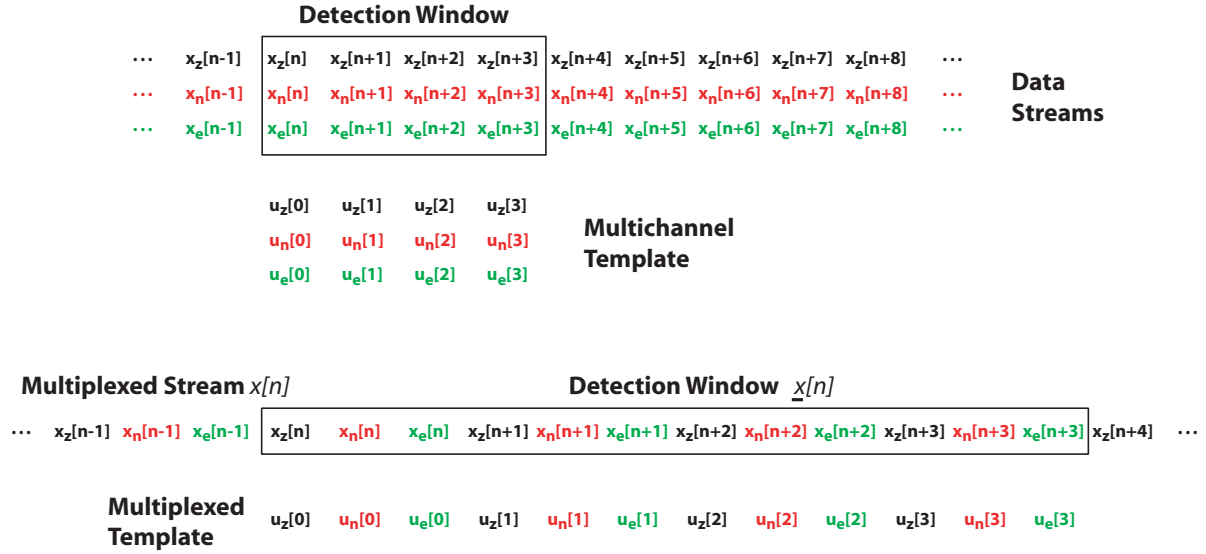 Detection Window
... x_z[n-1] x_z[n] x_z[n+1] x_z[n+2] x_z[n+3] x_z[n+4] x_z[n+5] x_z[n+6] x_z[n+7] x_z[n+8] ...
... x_n[n-1] x_n[n] x_n[n+1] x_n[n+2] x_n[n+3] x_n[n+4] x_n[n+5] x_n[n+6] x_n[n+7] x_n[n+8] ...
... x_e[n-1] x_e[n] x_e[n+1] x_e[n+2] x_e[n+3] x_e[n+4] x_e[n+5] x_e[n+6] x_e[n+7] x_e[n+8] ...
Data
Streams
u_z[0] u_z[1] u_z[2] u_z[3]
u_n[0] u_n[1] u_n[2] u_n[3]
u_e[0] u_e[1] u_e[2] u_e[3]
Multichannel
Template
Multiplexed Stream x[n] Detection Window x[n]
... x_z[n-1] x_n[n-1] x_e[n-1] x_z[n] x_n[n] x_e[n] x_z[n+1] x_n[n+1] x_e[n+1] x_z[n+2] x_n[n+2] x_e[n+2] x_z[n+3] x_n[n+3] x_e[n+3] x_z[n+4] ...
Multiplexed
Template
u_z[0] u_n[0] u_e[0] u_z[1] u_n[1] u_e[1] u_z[2] u_n[2] u_e[2] u_z[3] u_n[3] u_e[3]